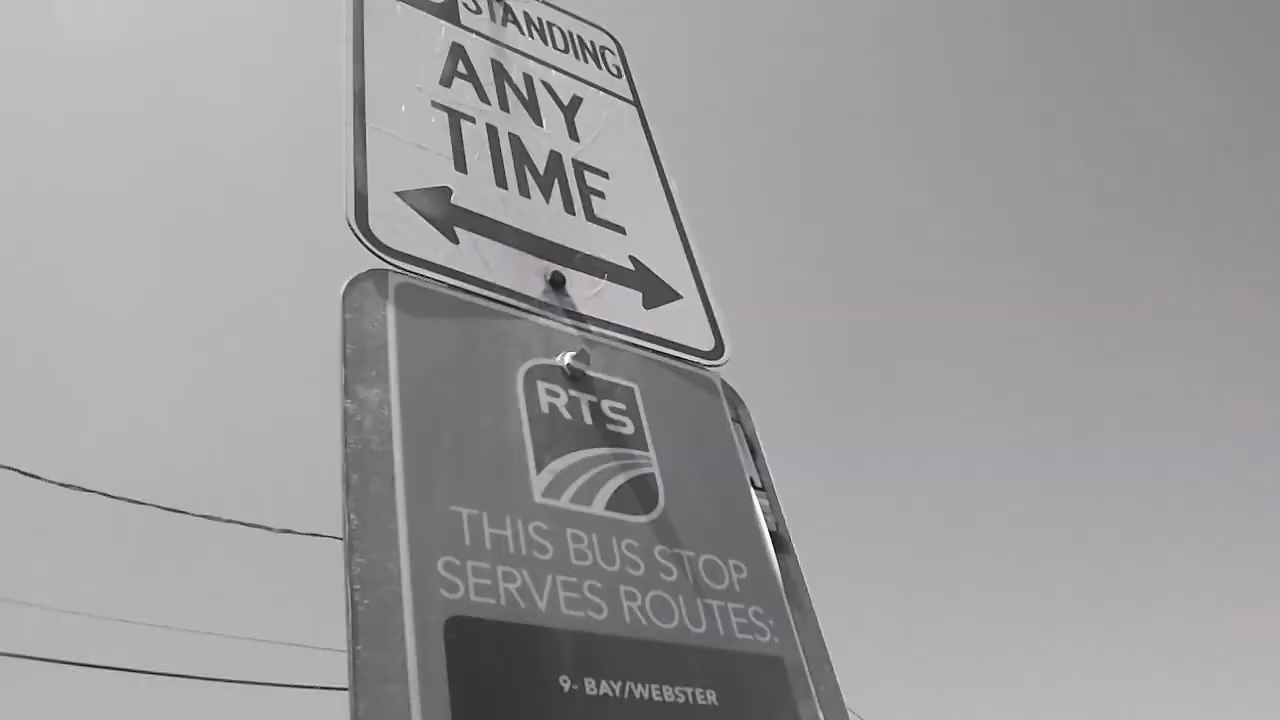 STANDING
ANY
TIME
RTS
THIS BUS STOP
SERVES ROUTES:
9- BAY/WEBSTER